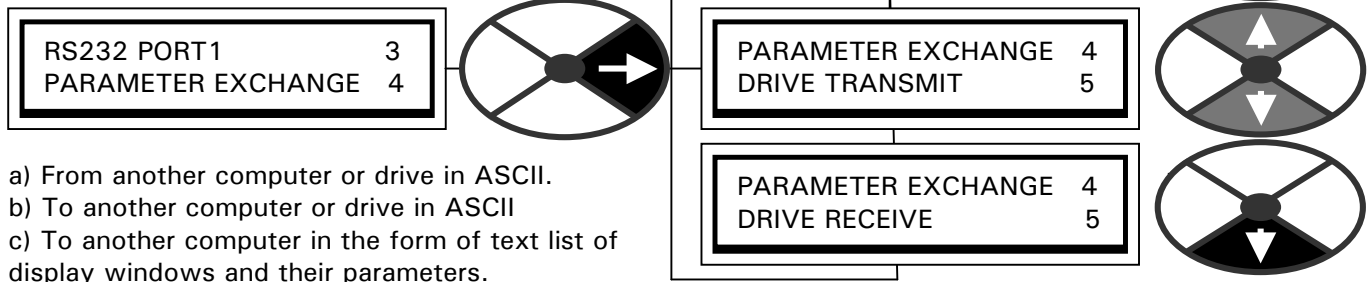 RS232 PORT1 3
PARAMETER EXCHANGE 4
PARAMETER EXCHANGE 4
DRIVE TRANSMIT 5
PARAMETER EXCHANGE 4
DRIVE RECEIVE 5
a) From another computer or drive in ASCII.
b) To another computer or drive in ASCII
c) To another computer in the form of text list of
display windows and their parameters.